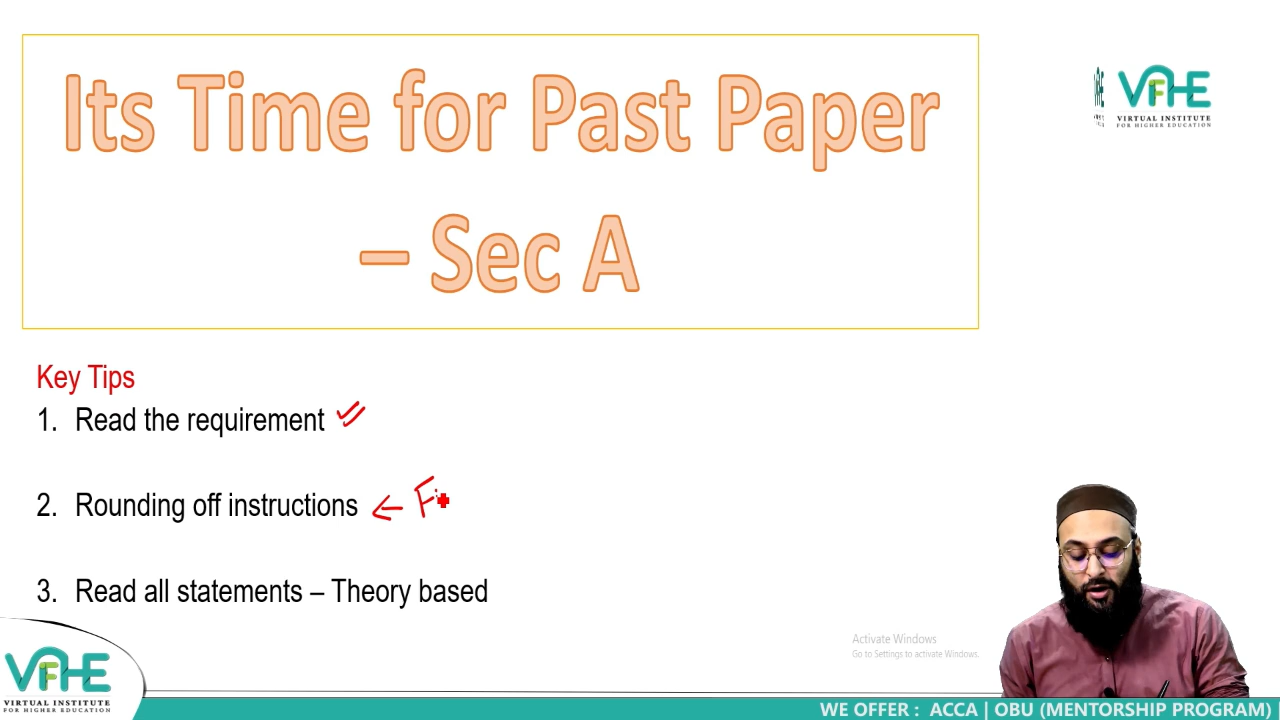 Its Time for Past Paper
– Sec A
VFHE
VIRTUAL INSTITUTE
FOR HIGHER EDUCATION
Key Tips
1. Read the requirement
2. Rounding off instructions
3. Read all statements – Theory based
Activate Windows
Go to Settings to activate Windows.
VFHE
VIRTUAL INSTITUTE
FOR HIGHER EDUCATION
WE OFFER : ACCA | OBU (MENTORSHIP PROGRAM)